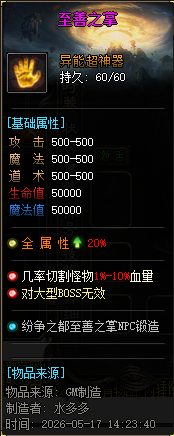 至善之掌
异能超神器
持久：60/60
[基础属性]
攻 击 500-500
魔 法 500-500
道 术 500-500
生命值 50000
魔法值 50000
全 属 性 20%
几率切割怪物1%-10%血量
对大型BOSS无效
纷争之都至善之掌NPC锻造
[物品来源]
物品来源: GM制造
制造者: 水多多
时间: 2026-05-17 14:23:40